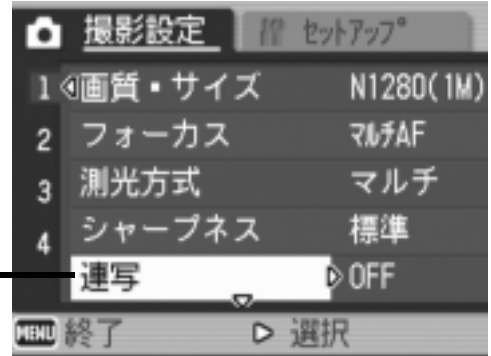 撮影設定 セットアップ
1 画質・サイズ N1280(1M)
2 フォーカス マルチAF
3 測光方式 マルチ
4 シャープネス 標準
連写 OFF
MENU 終了 選択